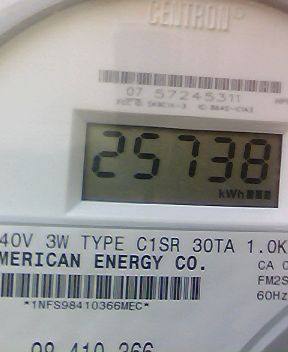 CENTRON®
07 57245311
25738
kWh
40V 3W TYPE C1SR 30TA 1.0K
MERICAN ENERGY CO.
CA 0
FM2S
*1NFS98410366MEC*
60Hz
98 410 366